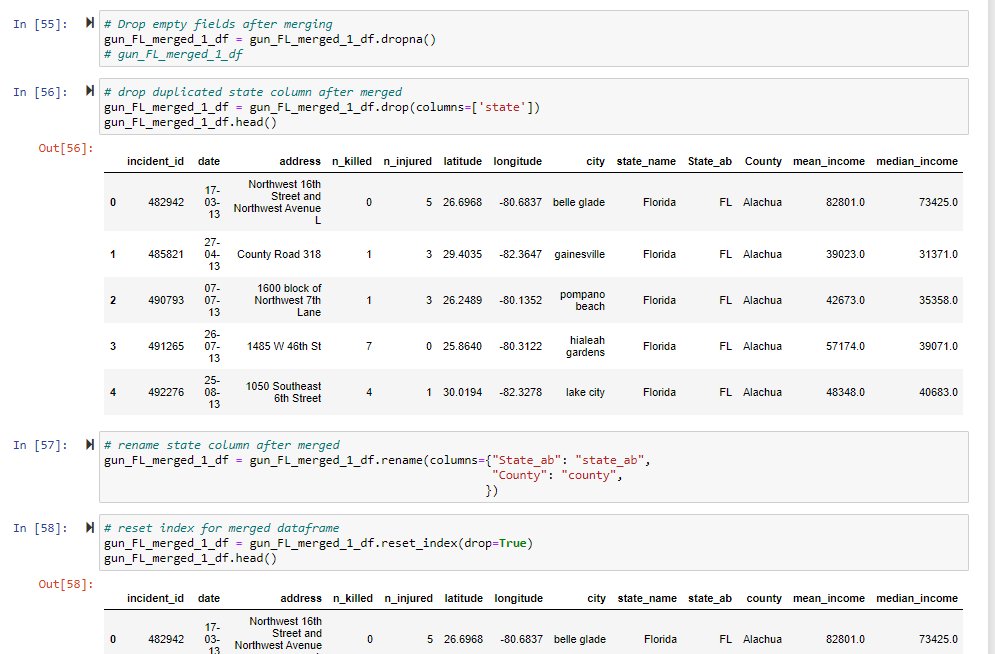 In [55]:
# Drop empty fields after merging
gun_FL_merged_1_df = gun_FL_merged_1_df.dropna()
# gun_FL_merged_1_df
In [56]:
# drop duplicated state column after merged
gun_FL_merged_1_df = gun_FL_merged_1_df.drop(columns=['state'])
gun_FL_merged_1_df.head()
Out[56]:
incident_id date address n_killed n_injured latitude longitude city state_name State_ab County mean_income median_income
0 482942 17-03-13 Northwest 16th Street and Northwest Avenue L 0 5 26.6968 -80.6837 belle glade Florida FL Alachua 82801.0 73425.0
1 485821 27-04-13 County Road 318 1 3 29.4035 -82.3647 gainesville Florida FL Alachua 39023.0 31371.0
2 490793 07-07-13 1600 block of Northwest 7th Lane 1 3 26.2489 -80.1352 pompano beach Florida FL Alachua 42673.0 35358.0
3 491265 26-07-13 1485 W 46th St 7 0 25.8640 -80.3122 hialeah gardens Florida FL Alachua 57174.0 39071.0
4 492276 25-08-13 1050 Southeast 6th Street 4 1 30.0194 -82.3278 lake city Florida FL Alachua 48348.0 40683.0
In [57]:
# rename state column after merged
gun_FL_merged_1_df = gun_FL_merged_1_df.rename(columns={"State_ab": "state_ab",
"County": "county",
})
In [58]:
# reset index for merged dataframe
gun_FL_merged_1_df = gun_FL_merged_1_df.reset_index(drop=True)
gun_FL_merged_1_df.head()
Out[58]:
incident_id date address n_killed n_injured latitude longitude city state_name state_ab county mean_income median_income
0 482942 17-03-13 Northwest 16th Street and Northwest Avenue 0 5 26.6968 -80.6837 belle glade Florida FL Alachua 82801.0 73425.0